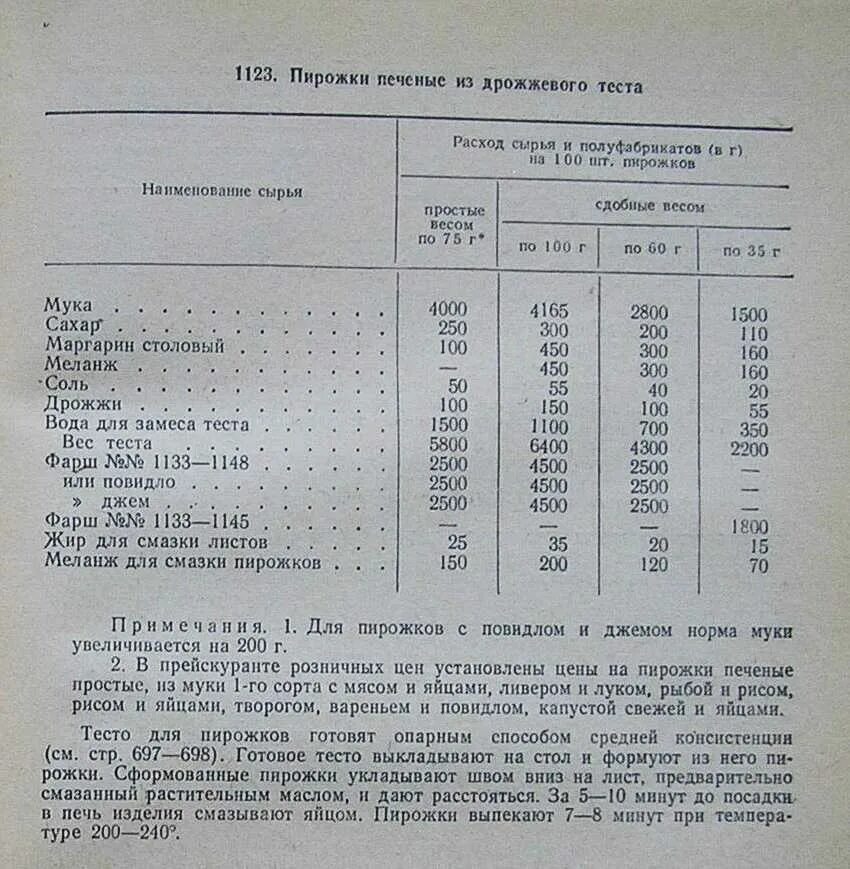 1123. Пирожки печеные из дрожжевого теста
Наименование сырья
Расход сырья и полуфабрикатов (в г)
на 100 шт. пирожков
простые
весом
по 75 г*
сдобные весом
по 100 г по 60 г по 35 г
Мука . . . . . . . . . . . . 4000 4165 2800 1500
Сахар . . . . . . . . . . . . 250 300 200 110
Маргарин столовый . . . . . . . 100 450 300 160
Меланж . . . . . . . . . . . — 450 300 160
Соль . . . . . . . . . . . . 50 55 40 20
Дрожжи . . . . . . . . . . . 100 150 100 55
Вода для замеса теста . . . . . . 1500 1100 700 350
Вес теста . . . . . . . . . 5800 6400 4300 2200
Фарш №№ 1133—1148 . . . . . . 2500 4500 2500 —
или повидло . . . . . . . . . 2500 4500 2500 —
» джем . . . . . . . . . . 2500 4500 2500 —
Фарш №№ 1133—1145 . . . . . . — — — 1800
Жир для смазки листов . . . . . 25 35 20 15
Меланж для смазки пирожков . . . 150 200 120 70
Примечания. 1. Для пирожков с повидлом и джемом норма муки
увеличивается на 200 г.
2. В прейскуранте розничных цен установлены цены на пирожки печеные
простые, из муки 1-го сорта с мясом и яйцами, ливером и луком, рыбой и рисом,
рисом и яйцами, творогом, вареньем и повидлом, капустой свежей и яйцами.
Тесто для пирожков готовят опарным способом средней консистенции
(см. стр. 697—698). Готовое тесто выкладывают на стол и формуют из него пи-
рожки. Сформованные пирожки укладывают швом вниз на лист, предварительно
смазанный растительным маслом, и дают расстояться. За 5—10 минут до посадки
в печь изделия смазывают яйцом. Пирожки выпекают 7—8 минут при темпера-
туре 200—240°.